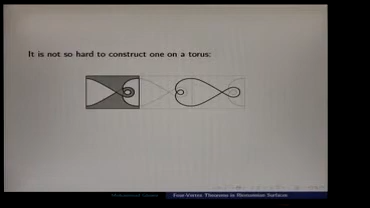 It is not so hard to construct one on a torus:
Four-Vertex Theorems in Riemannian Surfaces